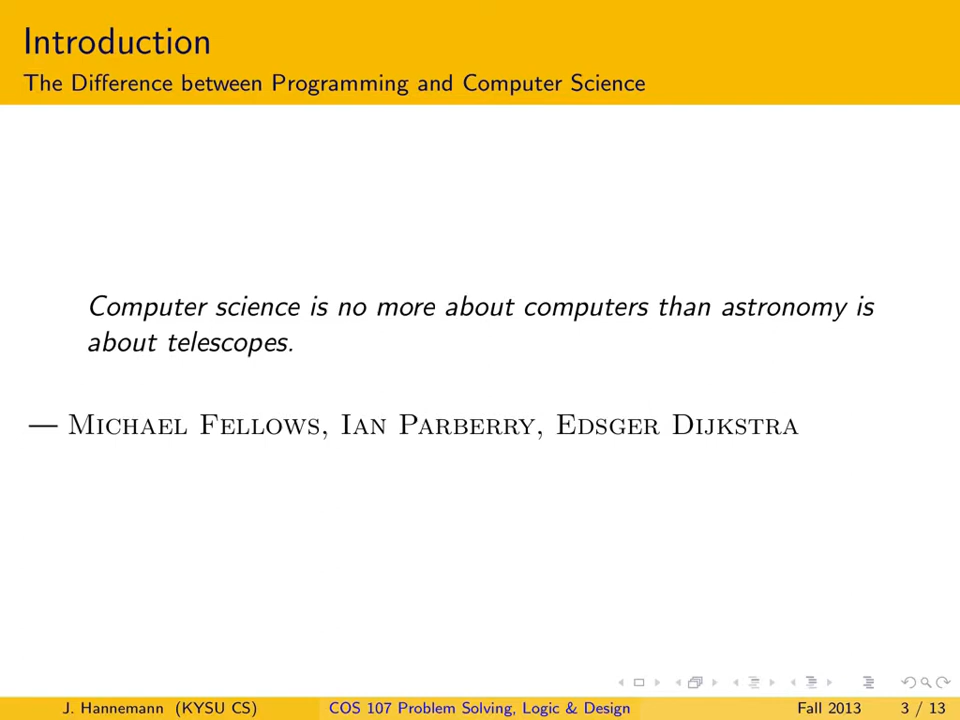 Introduction
The Difference between Programming and Computer Science
Computer science is no more about computers than astronomy is
about telescopes.
— Michael Fellows, Ian Parberry, Edsger Dijkstra
J. Hannemann (KYSU CS) COS 107 Problem Solving, Logic & Design Fall 2013 3 / 13